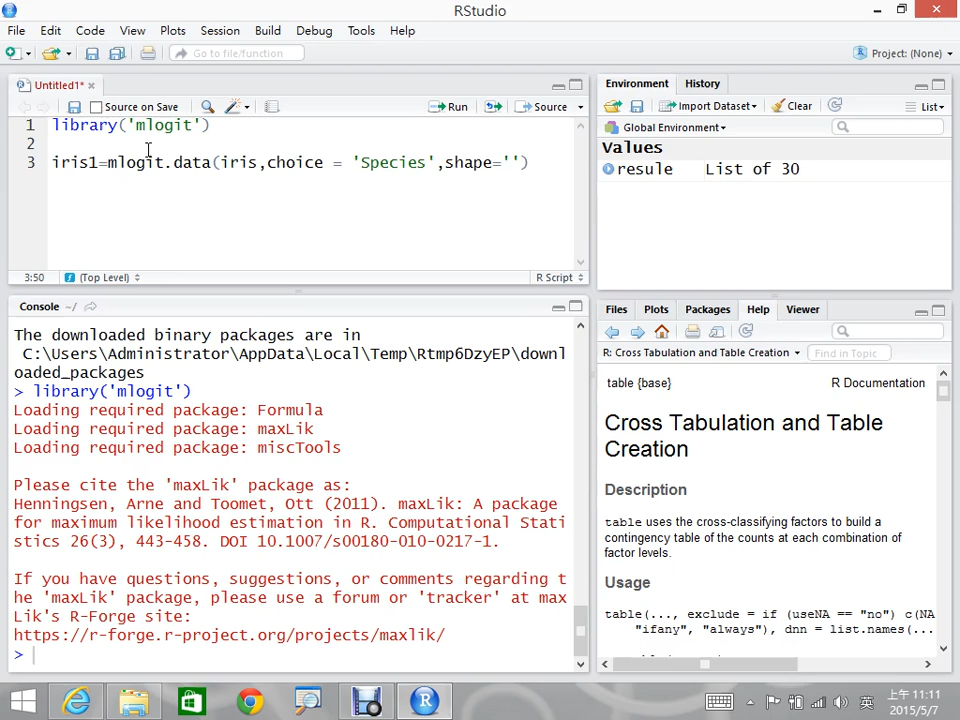 RStudio
File Edit Code View Plots Session Build Debug Tools Help
Go to file/function
Project: (None)
Untitled1*
Source on Save
Run
Source
1 library('mlogit')
2
3 iris1=mlogit.data(iris,choice = 'Species',shape='')
3:50
(Top Level)
R Script
Console ~/
The downloaded binary packages are in
C:\Users\Administrator\AppData\Local\Temp\Rtmp6DzyEP\downl
oaded_packages
> library('mlogit')
Loading required package: Formula
Loading required package: maxLik
Loading required package: miscTools
Please cite the 'maxLik' package as:
Henningsen, Arne and Toomet, Ott (2011). maxLik: A package
for maximum likelihood estimation in R. Computational Stati
stics 26(3), 443-458. DOI 10.1007/s00180-010-0217-1.
If you have questions, suggestions, or comments regarding t
he 'maxLik' package, please use a forum or 'tracker' at max
Lik's R-Forge site:
https://r-forge.r-project.org/projects/maxlik/
>
Environment History
Import Dataset
Clear
List
Global Environment
Values
resule List of 30
Files Plots Packages Help Viewer
R: Cross Tabulation and Table Creation
Find in Topic
table {base} R Documentation
Cross Tabulation and Table
Creation
Description
table uses the cross-classifying factors to build a
contingency table of the counts at each combination of
factor levels.
Usage
table(..., exclude = if (useNA == "no") c(NA
"ifany", "always"), dnn = list.names(...
英
上午 11:11
2015/5/7